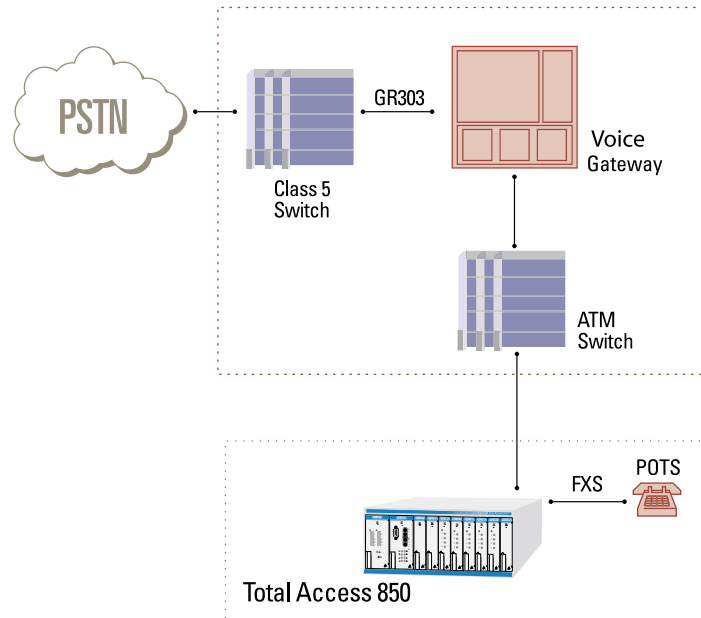 PSTN
GR303
Class 5
Switch
Voice
Gateway
ATM
Switch
FXS
POTS
Total Access 850